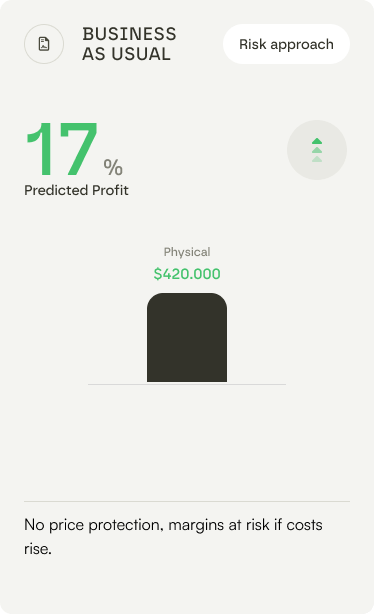 BUSINESS
AS USUAL
Risk approach
17 %
Predicted Profit
Physical
$420.000
No price protection, margins at risk if costs
rise.